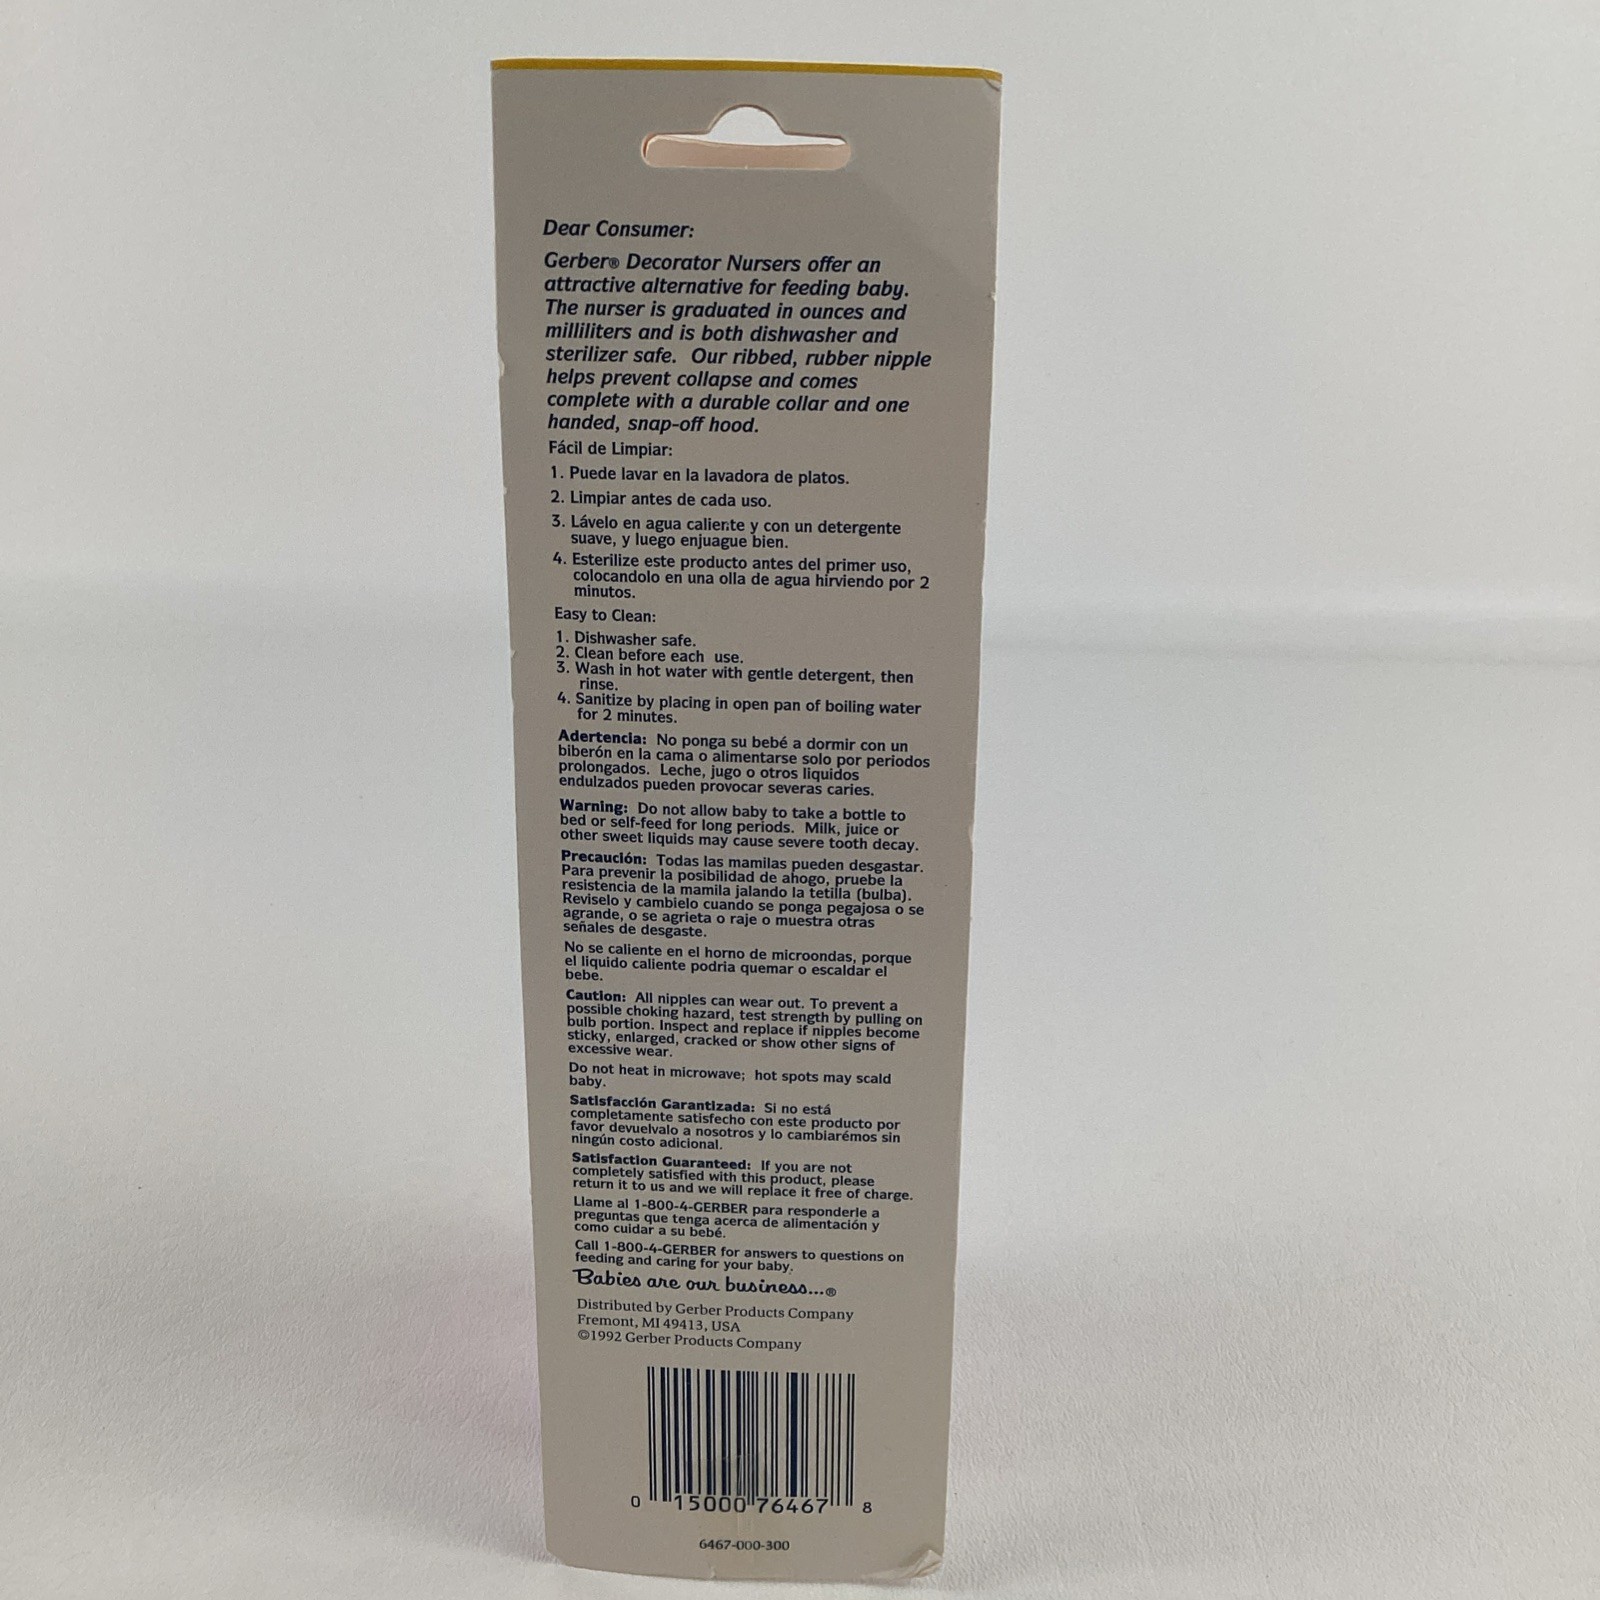 Dear Consumer:
Gerber® Decorator Nursers offer an
attractive alternative for feeding baby.
The nurser is graduated in ounces and
milliliters and is both dishwasher and
sterilizer safe. Our ribbed, rubber nipple
helps prevent collapse and comes
complete with a durable collar and one
handed, snap-off hood.
Fácil de Limpiar:
1. Puede lavar en la lavadora de platos.
2. Limpiar antes de cada uso.
3. Lávelo en agua caliente y con un detergente
suave, y luego enjuague bien.
4. Esterilize este producto antes del primer uso,
colocandolo en una olla de agua hirviendo por 2
minutos.
Easy to Clean:
1. Dishwasher safe.
2. Clean before each use.
3. Wash in hot water with gentle detergent, then
rinse.
4. Sanitize by placing in open pan of boiling water
for 2 minutes.
Adertencia: No ponga su bebé a dormir con un
biberón en la cama o alimentarse solo por periodos
prolongados. Leche, jugo o otros liquidos
endulzados pueden provocar severas caries.
Warning: Do not allow baby to take a bottle to
bed or self-feed for long periods. Milk, juice or
other sweet liquids may cause severe tooth decay.
Precaución: Todas las mamilas pueden desgastar.
Para prevenir la posibilidad de ahogo, pruebe la
resistencia de la mamila jalando la tetilla (bulba).
Reviselo y cambielo cuando se ponga pegajosa o se
agrande, o se agrieta o raje o muestra otras
señales de desgaste.
No se caliente en el horno de microondas, porque
el liquido caliente podria quemar o escaldar el
bebe.
Caution: All nipples can wear out. To prevent a
possible choking hazard, test strength by pulling on
bulb portion. Inspect and replace if nipples become
sticky, enlarged, cracked or show other signs of
excessive wear.
Do not heat in microwave; hot spots may scald
baby.
Satisfacción Garantizada: Si no está
completamente satisfecho con este producto por
favor devuelvalo a nosotros y lo cambiarémos sin
ningún costo adicional.
Satisfaction Guaranteed: If you are not
completely satisfied with this product, please
return it to us and we will replace it free of charge.
Llame al 1-800-4-GERBER para responderle a
preguntas que tenga acerca de alimentación y
como cuidar a su bebé.
Call 1-800-4-GERBER for answers to questions on
feeding and caring for your baby.
Babies are our business...®
Distributed by Gerber Products Company
Fremont, MI 49413, USA
©1992 Gerber Products Company
0 15000 76467 8
6467-000-300